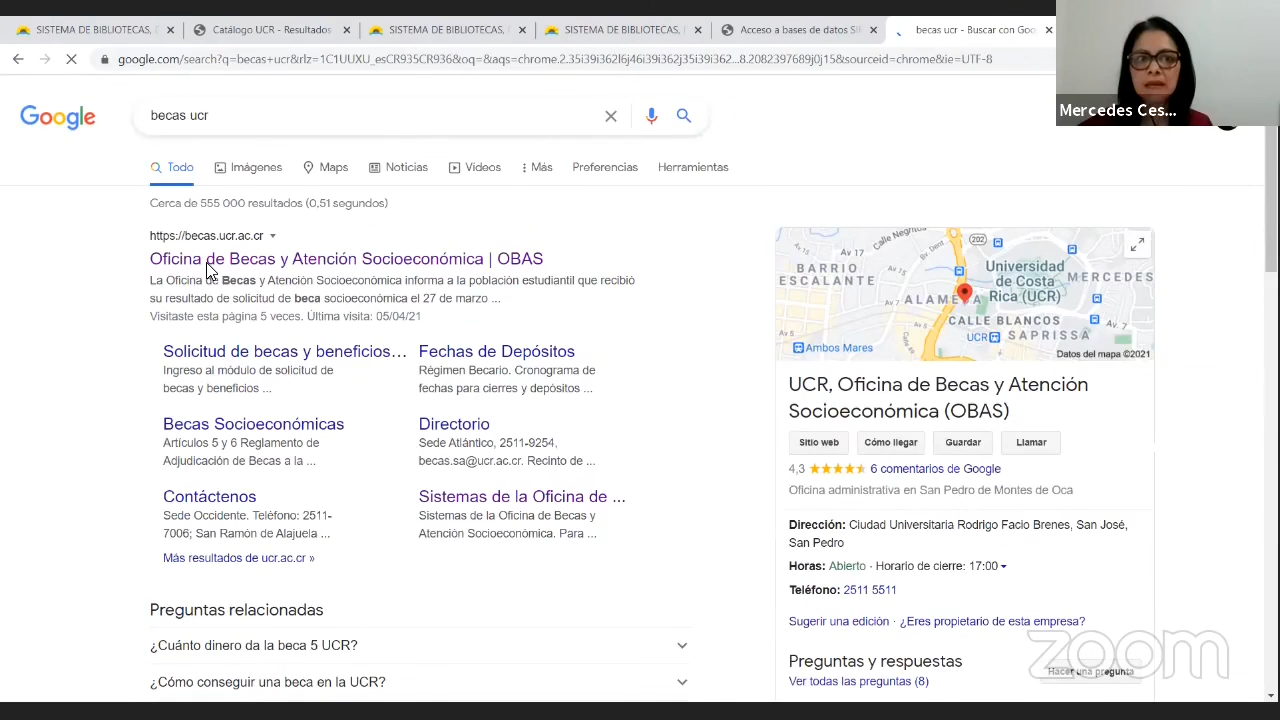 SISTEMA DE BIBLIOTECAS, D
Catálogo UCR - Resultados
SISTEMA DE BIBLIOTECAS,
SISTEMA DE BIBLIOTECAS,
Acceso a bases de datos SI
becas ucr - Buscar con Goo
google.com/search?q=becas+ucr&rlz=1C1UUXU_esCR935CR936&oq=&aqs=chrome.2.35i39i362l6j46i39i362j35i39i362...8.2082397689j0j15&sourceid=chrome&ie=UTF-8
Mercedes Ces...
Google
becas ucr
Todo Imágenes Maps Noticias Vídeos Más Preferencias Herramientas
Cerca de 555 000 resultados (0,51 segundos)
https://becas.ucr.ac.cr
Oficina de Becas y Atención Socioeconómica | OBAS
La Oficina de Becas y Atención Socioeconómica informa a la población estudiantil que recibió
su resultado de solicitud de beca socioeconómica el 27 de marzo ...
Visitaste esta página 5 veces. Última visita: 05/04/21
Solicitud de becas y beneficios...
Ingreso al módulo de solicitud de
becas y beneficios ...
Fechas de Depósitos
Régimen Becario. Cronograma de
fechas para cierres y depósitos ...
Becas Socioeconómicas
Artículos 5 y 6 Reglamento de
Adjudicación de Becas a la ...
Directorio
Sede Atlántico, 2511-9254.
becas.sa@ucr.ac.cr. Recinto de ...
Contáctenos
Sede Occidente. Teléfono: 2511-
7006; San Ramón de Alajuela ...
Sistemas de la Oficina de ...
Sistemas de la Oficina de Becas y
Atención Socioeconómica. Para ...
Más resultados de ucr.ac.cr »
Preguntas relacionadas
¿Cuánto dinero da la beca 5 UCR?
¿Cómo conseguir una beca en la UCR?
Calle Negritos
202
BARRIO
ESCALANTE
Universidad
de Costa
Rica (UCR)
MERCEDES
ALAMEDA
CALLE BLANCOS
Av. 7
Av 5
UCR
SAPRISSA
Ambos Mares
Datos del mapa ©2021
UCR, Oficina de Becas y Atención
Socioeconómica (OBAS)
Sitio web Cómo llegar Guardar Llamar
4,3 6 comentarios de Google
Oficina administrativa en San Pedro de Montes de Oca
Dirección: Ciudad Universitaria Rodrigo Facio Brenes, San José,
San Pedro
Horas: Abierto · Horario de cierre: 17:00
Teléfono: 2511 5511
Sugerir una edición · ¿Eres propietario de esta empresa?
Preguntas y respuestas
Hacer una pregunta
Ver todas las preguntas (8)
zoom